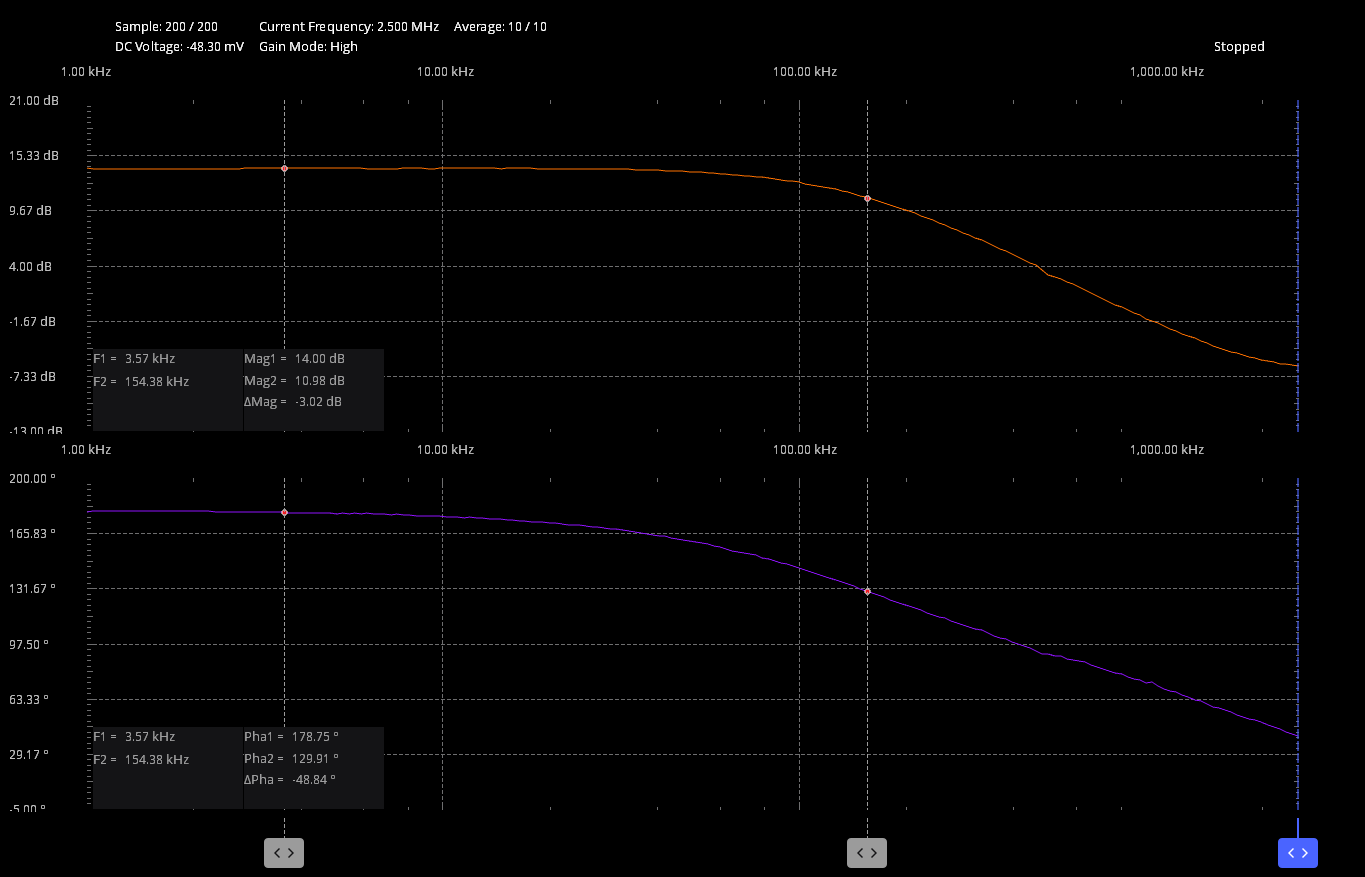 Sample: 200 / 200 Current Frequency: 2.500 MHz Average: 10 / 10
DC Voltage: -48.30 mV Gain Mode: High
Stopped
1.00 kHz 10.00 kHz 100.00 kHz 1,000.00 kHz
21.00 dB
15.33 dB
9.67 dB
4.00 dB
-1.67 dB
-7.33 dB
-13.00 dB
F1 = 3.57 kHz Mag1 = 14.00 dB
F2 = 154.38 kHz Mag2 = 10.98 dB
ΔMag = -3.02 dB
1.00 kHz 10.00 kHz 100.00 kHz 1,000.00 kHz
200.00 °
165.83 °
131.67 °
97.50 °
63.33 °
29.17 °
-5.00 °
F1 = 3.57 kHz Pha1 = 178.75 °
F2 = 154.38 kHz Pha2 = 129.91 °
ΔPha = -48.84 °